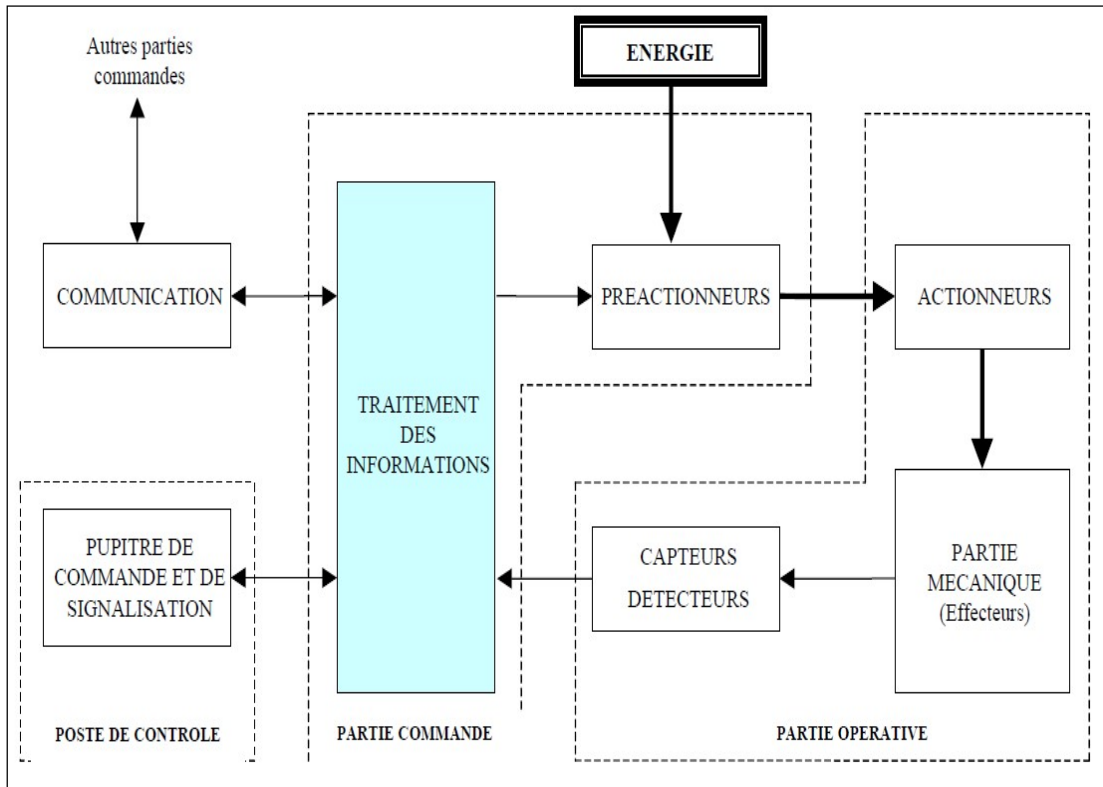 Autres parties
commandes
ENERGIE
COMMUNICATION
PREACTIONNEURS
ACTIONNEURS
TRAITEMENT
DES
INFORMATIONS
PUPITRE DE
COMMANDE ET DE
SIGNALISATION
CAPTEURS
DETECTEURS
PARTIE
MECANIQUE
(Effecteurs)
POSTE DE CONTROLE
PARTIE COMMANDE
PARTIE OPERATIVE